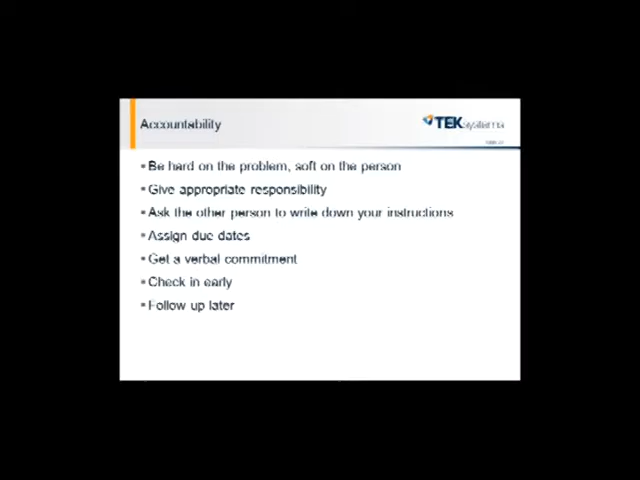 Accountability
TEKsystems
Be hard on the problem, soft on the person
Give appropriate responsibility
Ask the other person to write down your instructions
Assign due dates
Get a verbal commitment
Check in early
Follow up later